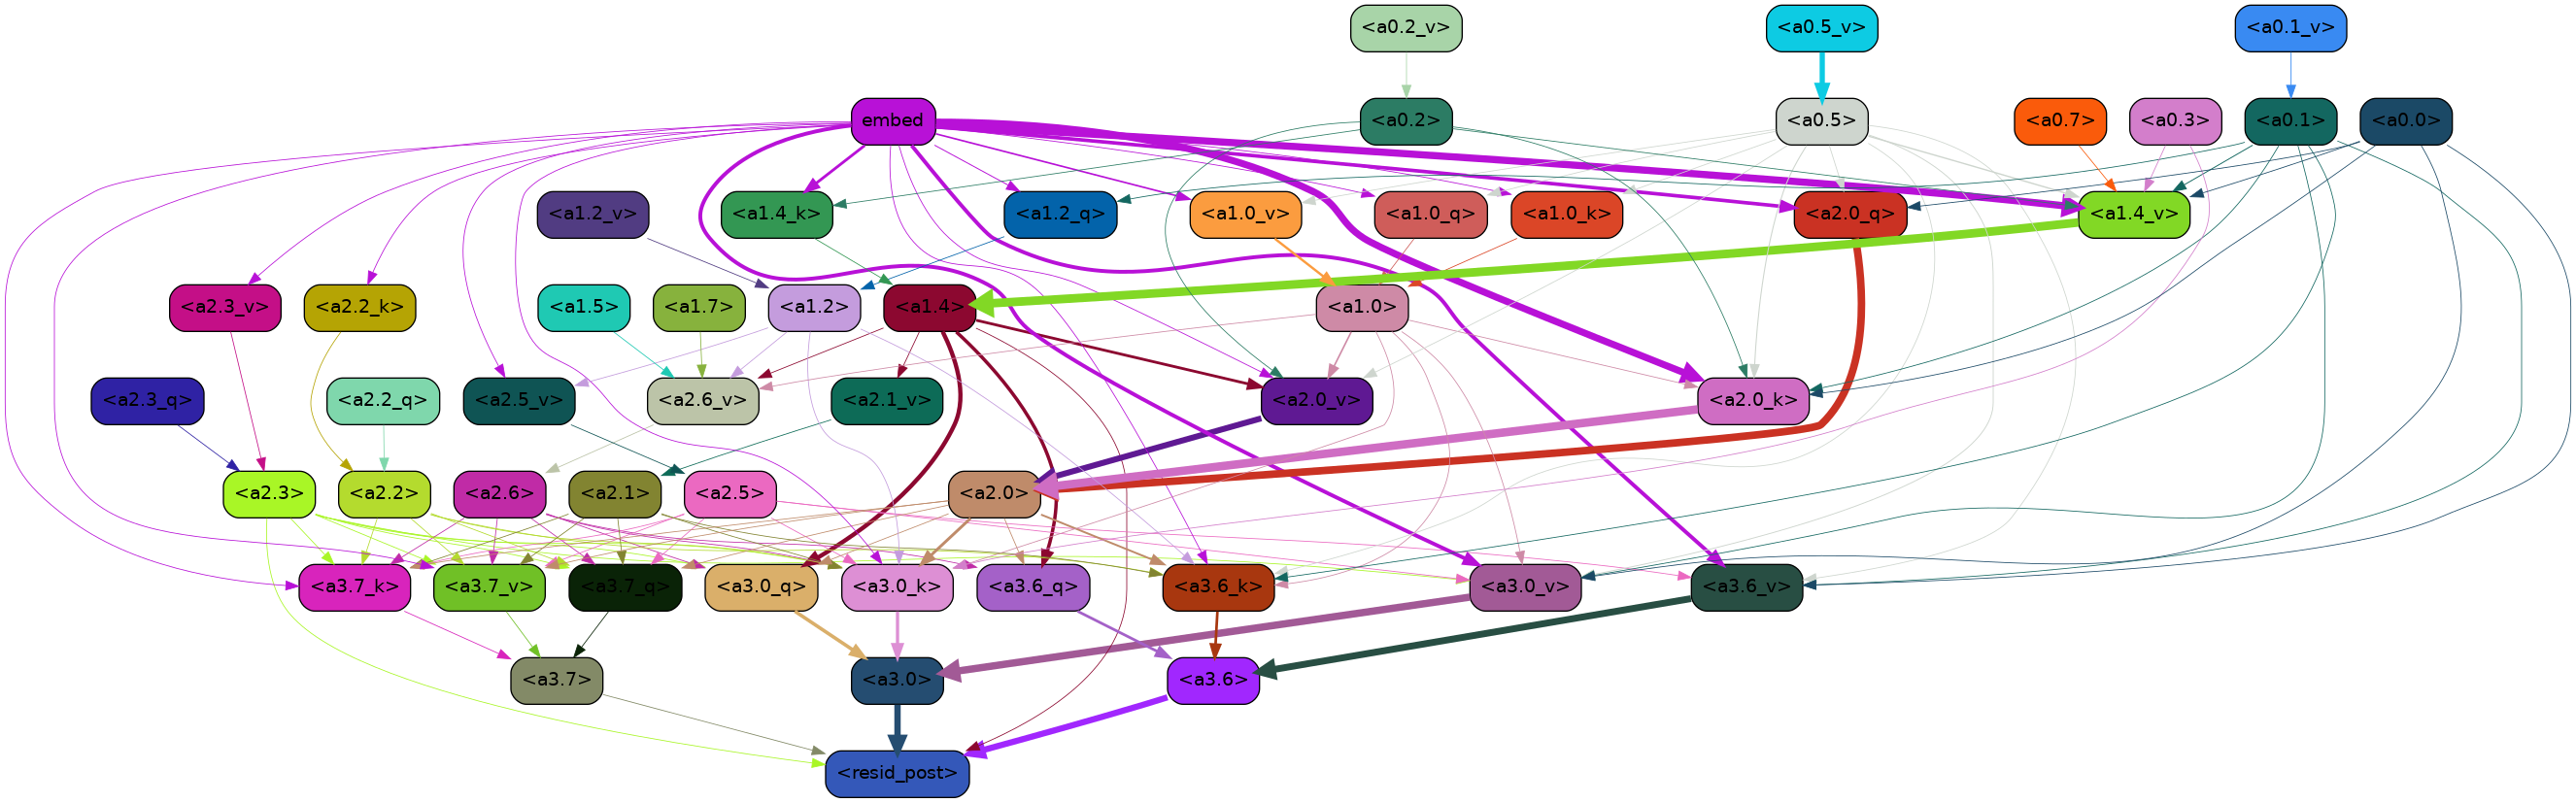 <a0.2_v> <a0.5_v> <a0.1_v>
embed <a0.2> <a0.5> <a0.7> <a0.3> <a0.1> <a0.0>
<a1.2_v> <a1.4_k> <a1.2_q> <a1.0_v> <a1.0_q> <a1.0_k> <a2.0_q> <a1.4_v>
<a2.3_v> <a2.2_k> <a1.5> <a1.7> <a1.2> <a1.4> <a1.0>
<a2.3_q> <a2.2_q> <a2.5_v> <a2.6_v> <a2.1_v> <a2.0_v> <a2.0_k>
<a2.3> <a2.2> <a2.6> <a2.1> <a2.5> <a2.0>
<a3.7_k> <a3.7_v> <a3.7_q> <a3.0_q> <a3.0_k> <a3.6_q> <a3.6_k> <a3.0_v> <a3.6_v>
<a3.7> <a3.0> <a3.6>
<resid_post>